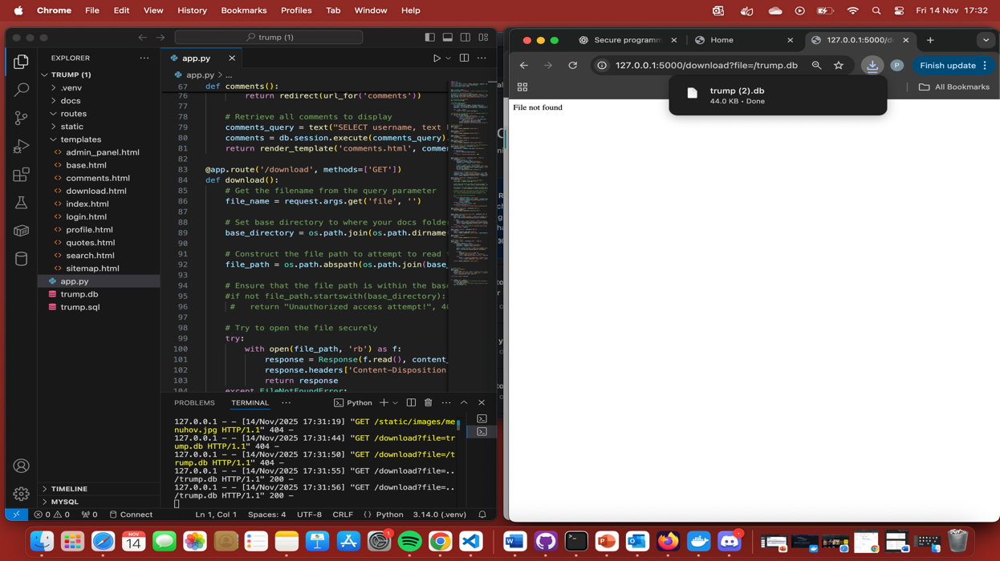 Chrome File Edit View History Bookmarks Profiles Tab Window Help Fri 14 Nov 17:32
trump (1)
EXPLORER
TRUMP (1)
.venv
docs
routes
static
templates
admin_panel.html
base.html
comments.html
download.html
index.html
login.html
profile.html
quotes.html
search.html
sitemap.html
app.py
trump.db
trump.sql
TIMELINE
MYSQL
app.py
app.py > ...
67 def comments():
76 return redirect(url_for('comments'))
77
78 # Retrieve all comments to display
79 comments_query = text("SELECT username, text
80 comments = db.session.execute(comments_query).
81 return render_template('comments.html', comme
82
83 @app.route('/download', methods=['GET'])
84 def download():
85 # Get the filename from the query parameter
86 file_name = request.args.get('file', '')
87
88 # Set base directory to where your docs folder
89 base_directory = os.path.join(os.path.dirname
90
91 # Construct the file path to attempt to read
92 file_path = os.path.abspath(os.path.join(base_
93
94 # Ensure that the file path is within the base
95 #if not file_path.startswith(base_directory):
96 # return "Unauthorized access attempt!", 40
97
98 # Try to open the file securely
99 try:
100 with open(file_path, 'rb') as f:
101 response = Response(f.read(), content_
102 response.headers['Content-Disposition
103 return response
104 except FileNotFoundError:
PROBLEMS TERMINAL ... Python
127.0.0.1 - - [14/Nov/2025 17:31:19] "GET /static/images/me
nuhov.jpg HTTP/1.1" 404 -
127.0.0.1 - - [14/Nov/2025 17:31:44] "GET /download?file=tr
ump.db HTTP/1.1" 404 -
127.0.0.1 - - [14/Nov/2025 17:31:50] "GET /download?file=/t
rump.db HTTP/1.1" 404 -
127.0.0.1 - - [14/Nov/2025 17:31:55] "GET /download?file=..
/trump.db HTTP/1.1" 200 -
127.0.0.1 - - [14/Nov/2025 17:31:56] "GET /download?file=..
/trump.db HTTP/1.1" 200 -
0 0 0 Connect Ln 1, Col 1 Spaces: 4 UTF-8 CRLF Python 3.14.0 (.venv)
Secure programm Home 127.0.0.1:5000/do
127.0.0.1:5000/download?file=/trump.db P Finish update
All Bookmarks
trump (2).db
44.0 KB • Done
File not found
NOV
14
1